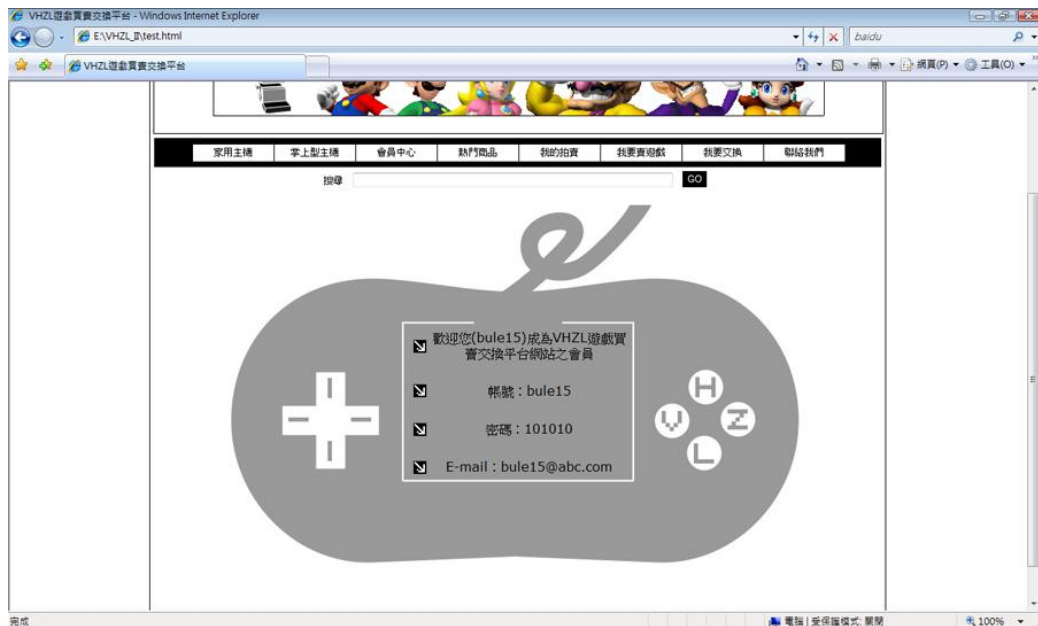 VHZL遊戲買賣交換平台 - Windows Internet Explorer
E:\VHZL_II\test.html
baidu
VHZL遊戲買賣交換平台
網頁(P)
工具(O)
家用主機 掌上型主機 會員中心 熱門商品 我的拍賣 我要賣遊戲 我要交換 聯絡我們
搜尋
GO
歡迎您(bule15)成為VHZL遊戲買
賣交換平台網站之會員
帳號：bule15
密碼：101010
E-mail：bule15@abc.com
H
V Z
L
完成
電腦 | 受保護模式: 關閉
100%